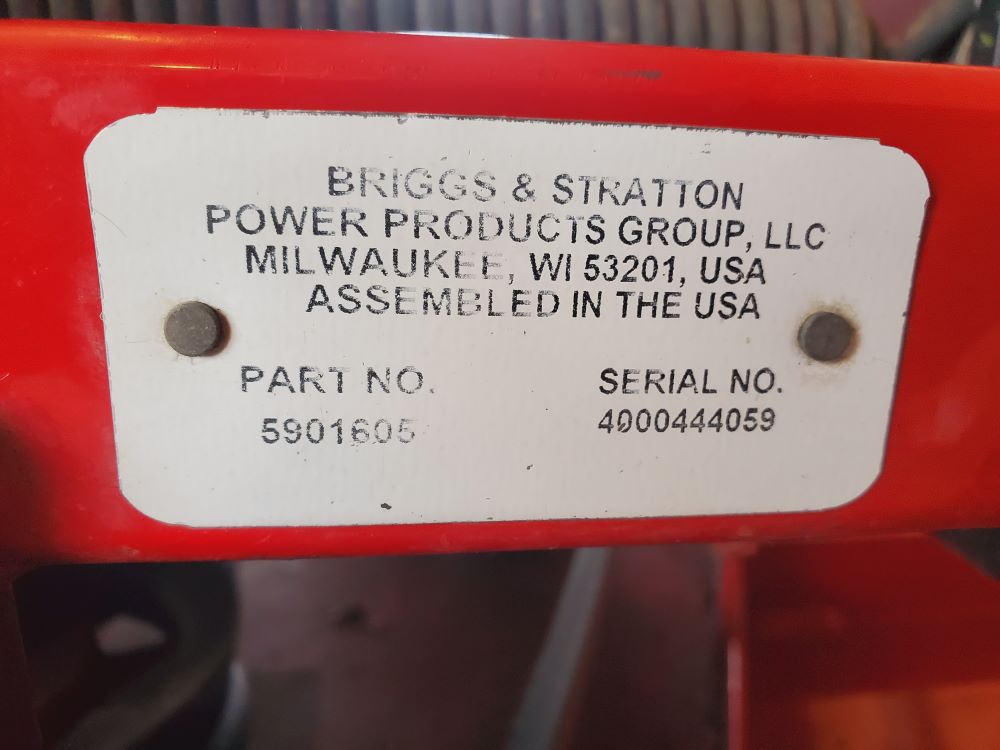 BRIGGS & STRATTON
POWER PRODUCTS GROUP, LLC
MILWAUKEE, WI 53201, USA
ASSEMBLED IN THE USA
PART NO.
5901605
SERIAL NO.
4000444059